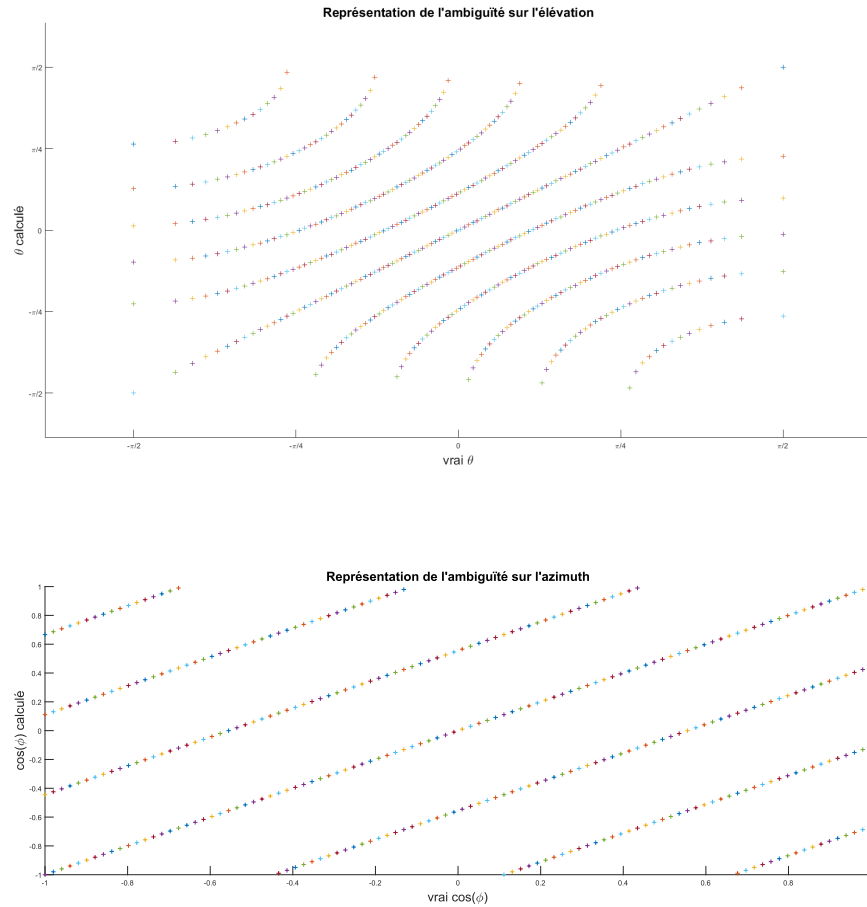 Représentation de l'ambiguïté sur l'élévation
π/2
π/4
0
-π/4
-π/2
θ calculé
-π/2
-π/4
0
π/4
π/2
vrai θ
Représentation de l'ambiguïté sur l'azimuth
1
0.8
0.6
0.4
0.2
0
-0.2
-0.4
-0.6
-0.8
-1
cos(ϕ) calculé
-1
-0.8
-0.6
-0.4
-0.2
0
0.2
0.4
0.6
0.8
vrai cos(ϕ)